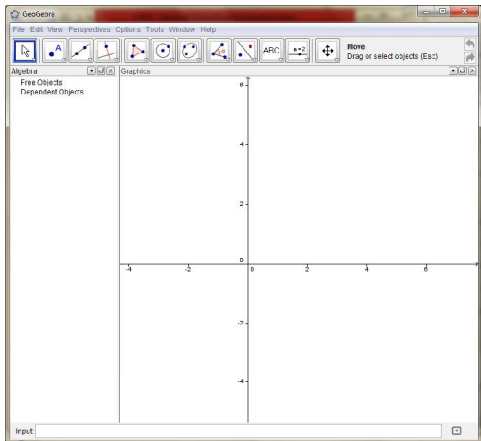 GeoGebra
File Edit View Perspectives Options Tools Window Help
A
ABC
a=2
Move
Drag or select objects (Esc)
Algebra
Graphics
Free Objects
Dependent Objects
6
4
2
0
-4 -2 0 2 4 6
-2
-4
Input: